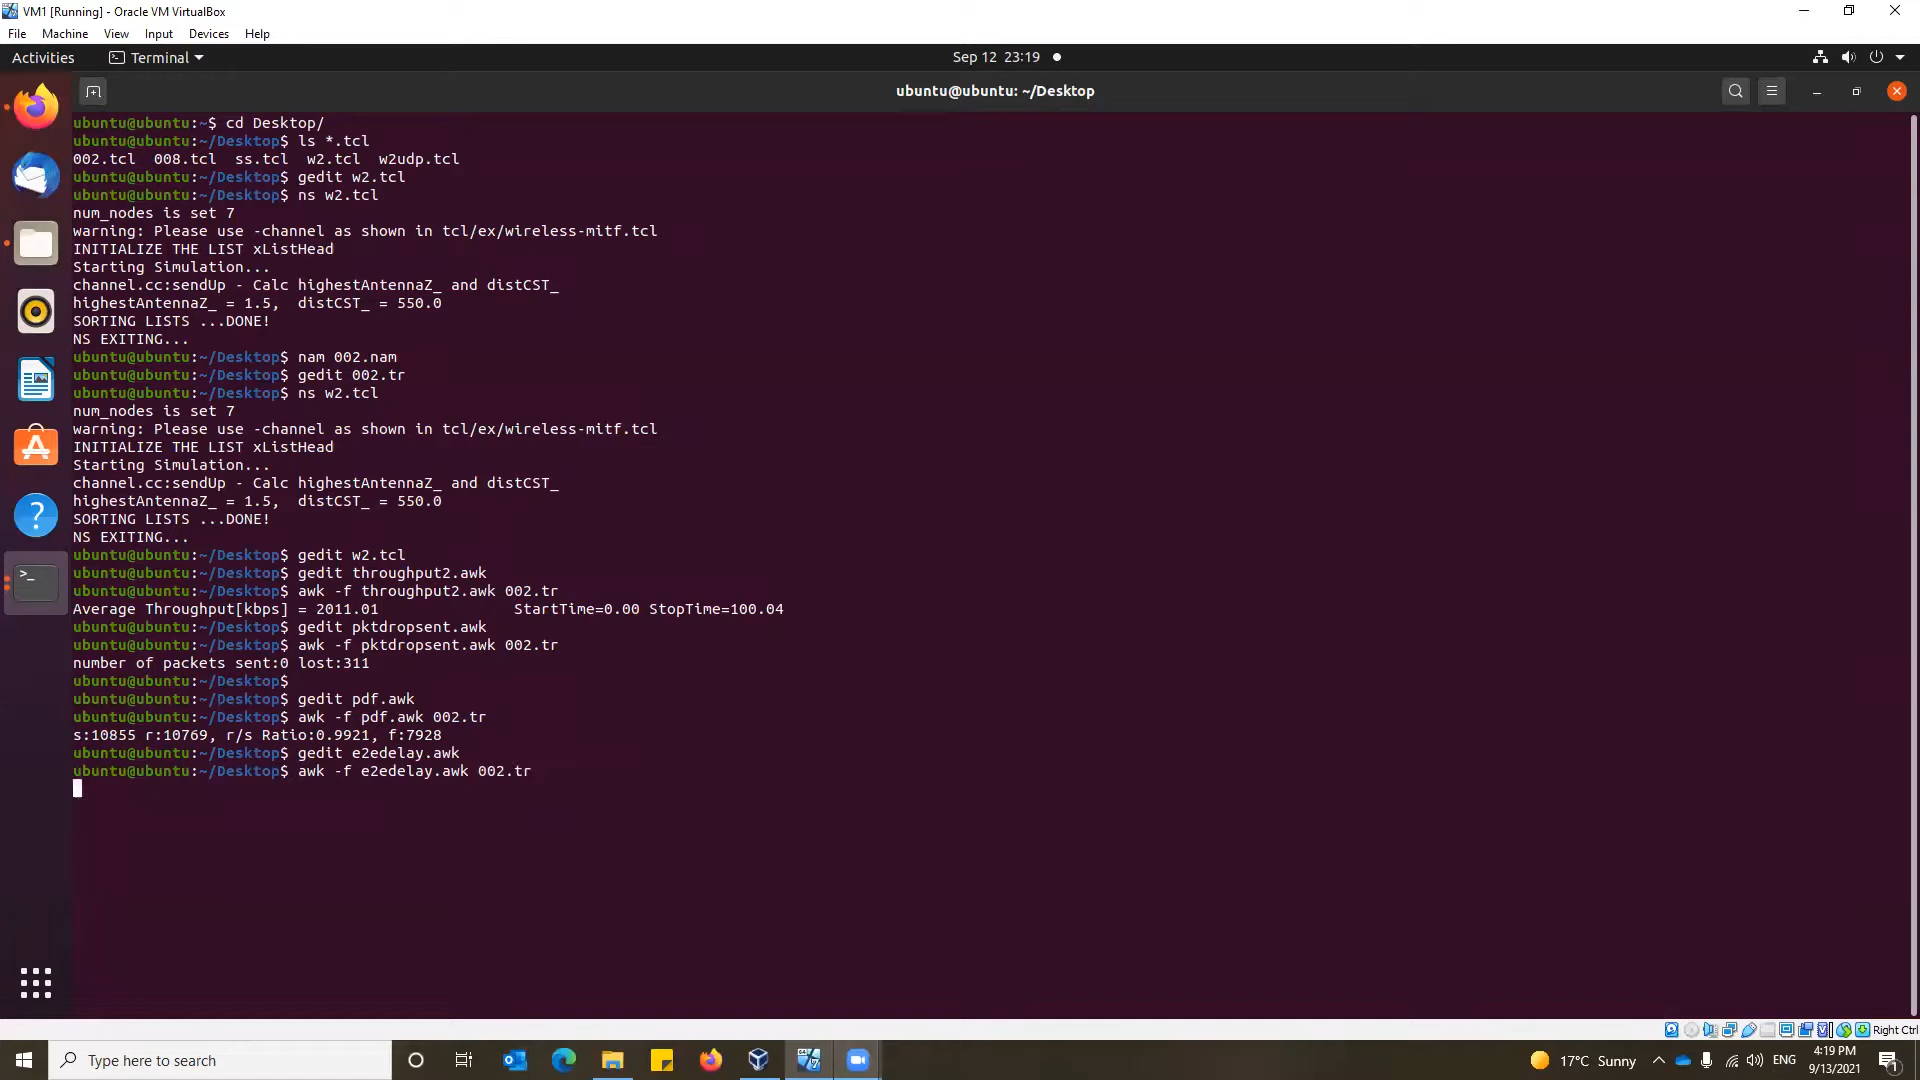 VM1 [Running] - Oracle VM VirtualBox
File Machine View Input Devices Help
Activities Terminal Sep 12 23:19
ubuntu@ubuntu: ~/Desktop
ubuntu@ubuntu:~$ cd Desktop/
ubuntu@ubuntu:~/Desktop$ ls *.tcl
002.tcl 008.tcl ss.tcl w2.tcl w2udp.tcl
ubuntu@ubuntu:~/Desktop$ gedit w2.tcl
ubuntu@ubuntu:~/Desktop$ ns w2.tcl
num_nodes is set 7
warning: Please use -channel as shown in tcl/ex/wireless-mitf.tcl
INITIALIZE THE LIST xListHead
Starting Simulation...
channel.cc:sendUp - Calc highestAntennaZ_ and distCST_
highestAntennaZ_ = 1.5, distCST_ = 550.0
SORTING LISTS ...DONE!
NS EXITING...
ubuntu@ubuntu:~/Desktop$ nam 002.nam
ubuntu@ubuntu:~/Desktop$ gedit 002.tr
ubuntu@ubuntu:~/Desktop$ ns w2.tcl
num_nodes is set 7
warning: Please use -channel as shown in tcl/ex/wireless-mitf.tcl
INITIALIZE THE LIST xListHead
Starting Simulation...
channel.cc:sendUp - Calc highestAntennaZ_ and distCST_
highestAntennaZ_ = 1.5, distCST_ = 550.0
SORTING LISTS ...DONE!
NS EXITING...
ubuntu@ubuntu:~/Desktop$ gedit w2.tcl
ubuntu@ubuntu:~/Desktop$ gedit throughput2.awk
ubuntu@ubuntu:~/Desktop$ awk -f throughput2.awk 002.tr
Average Throughput[kbps] = 2011.01 StartTime=0.00 StopTime=100.04
ubuntu@ubuntu:~/Desktop$ gedit pktdropsent.awk
ubuntu@ubuntu:~/Desktop$ awk -f pktdropsent.awk 002.tr
number of packets sent:0 lost:311
ubuntu@ubuntu:~/Desktop$
ubuntu@ubuntu:~/Desktop$ gedit pdf.awk
ubuntu@ubuntu:~/Desktop$ awk -f pdf.awk 002.tr
s:10855 r:10769, r/s Ratio:0.9921, f:7928
ubuntu@ubuntu:~/Desktop$ gedit e2edelay.awk
ubuntu@ubuntu:~/Desktop$ awk -f e2edelay.awk 002.tr
Right Ctrl
Type here to search
17°C Sunny
ENG
4:19 PM
9/13/2021
1